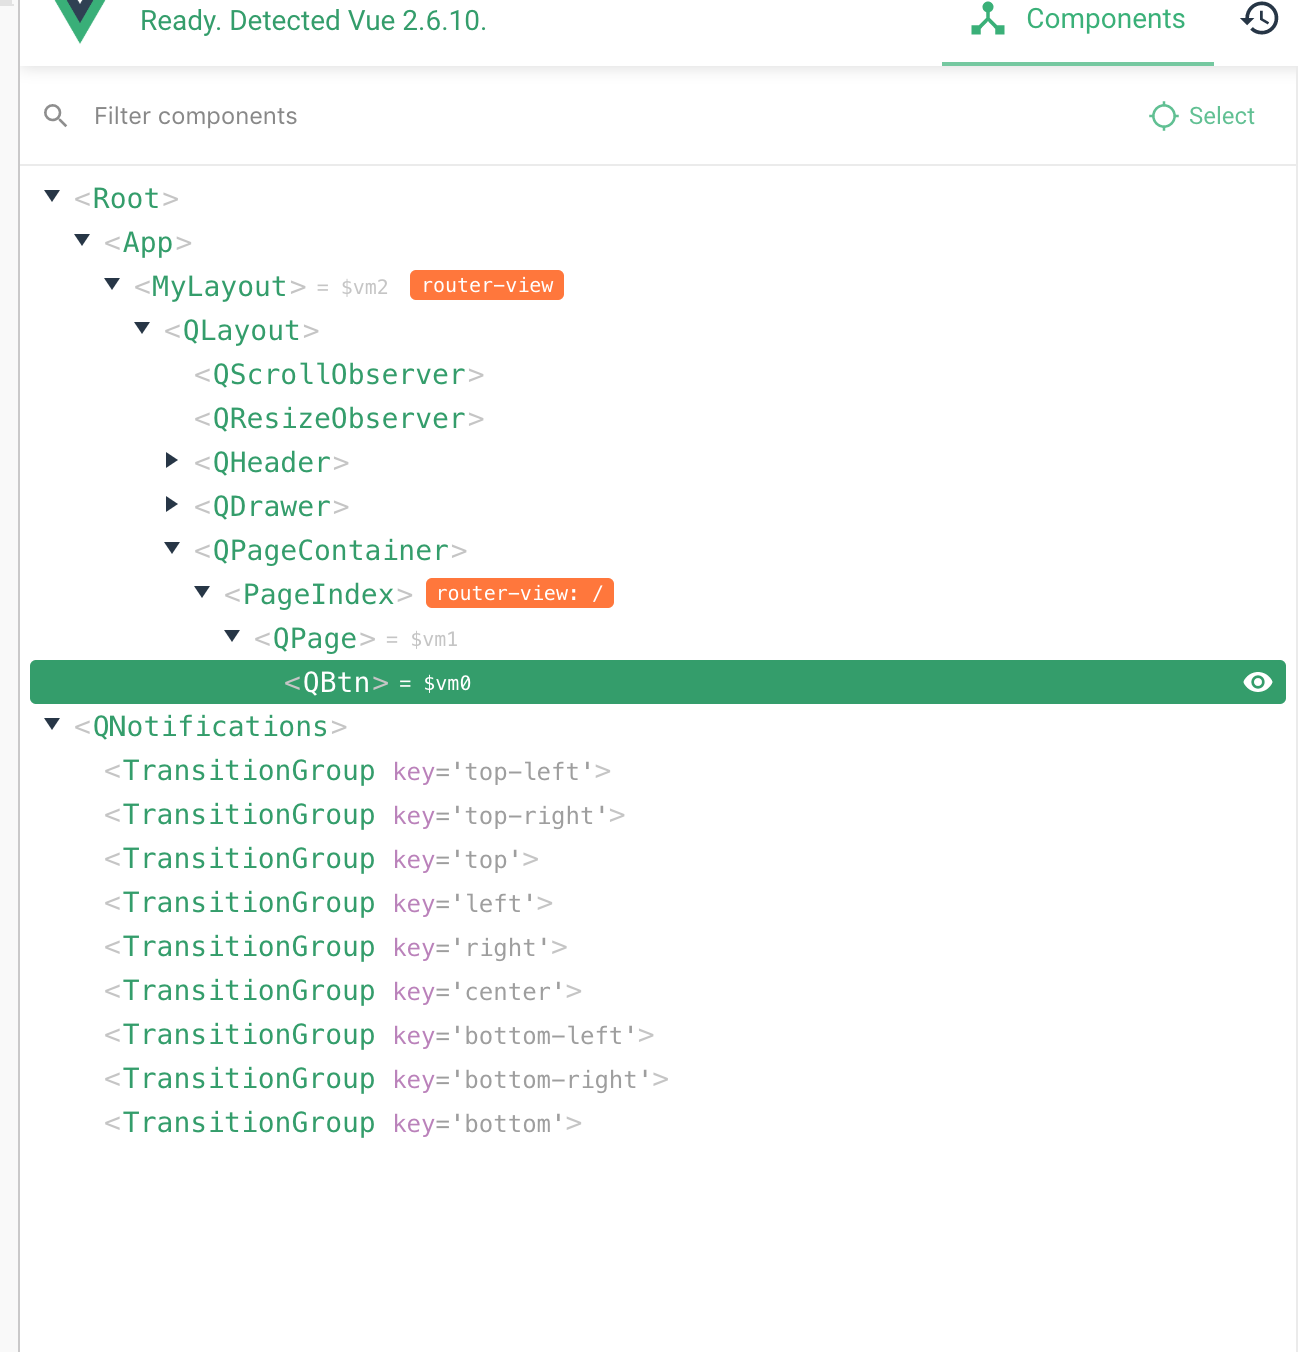 Ready. Detected Vue 2.6.10.
Components
Filter components
Select
<Root>
<App>
<MyLayout> = $vm2 router-view
<QLayout>
<QScrollObserver>
<QResizeObserver>
<QHeader>
<QDrawer>
<QPageContainer>
<PageIndex> router-view: /
<QPage> = $vm1
<QBtn> = $vm0
<QNotifications>
<TransitionGroup key='top-left'>
<TransitionGroup key='top-right'>
<TransitionGroup key='top'>
<TransitionGroup key='left'>
<TransitionGroup key='right'>
<TransitionGroup key='center'>
<TransitionGroup key='bottom-left'>
<TransitionGroup key='bottom-right'>
<TransitionGroup key='bottom'>